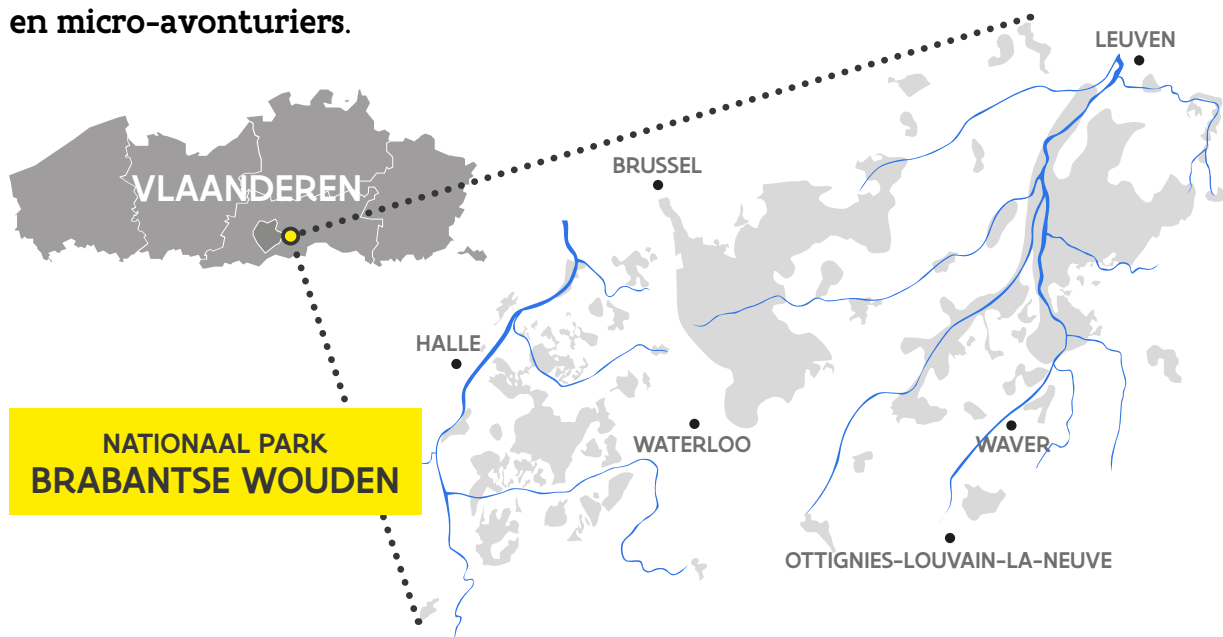 en micro-avonturiers.
LEUVEN
BRUSSEL
VLAANDEREN
HALLE
NATIONAAL PARK
BRABANTSE WOUDEN
WATERLOO
WAVER
OTTIGNIES-LOUVAIN-LA-NEUVE